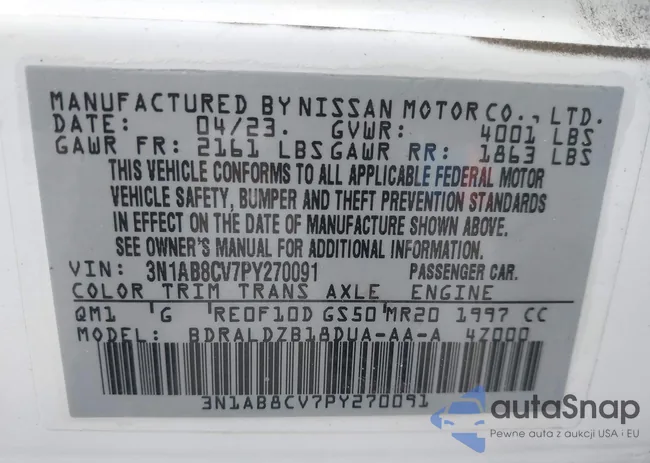 MANUFACTURED BY NISSAN MOTOR CO., LTD.
DATE: 04/23. GVWR: 4001 LBS
GAWR FR: 2161 LBS GAWR RR: 1863 LBS
THIS VEHICLE CONFORMS TO ALL APPLICABLE FEDERAL MOTOR
VEHICLE SAFETY, BUMPER AND THEFT PREVENTION STANDARDS
IN EFFECT ON THE DATE OF MANUFACTURE SHOWN ABOVE.
SEE OWNER'S MANUAL FOR ADDITIONAL INFORMATION.
VIN: 3N1AB8CV7PY270091 PASSENGER CAR.
COLOR TRIM TRANS AXLE ENGINE
QM1 G RE0F10D GS50 MR20 1997 CC
MODEL: BDRALDZB18DUA-AA-A 4Z000
3N1AB8CV7PY270091
autaSnap
Pewne auta z aukcji USA i EU